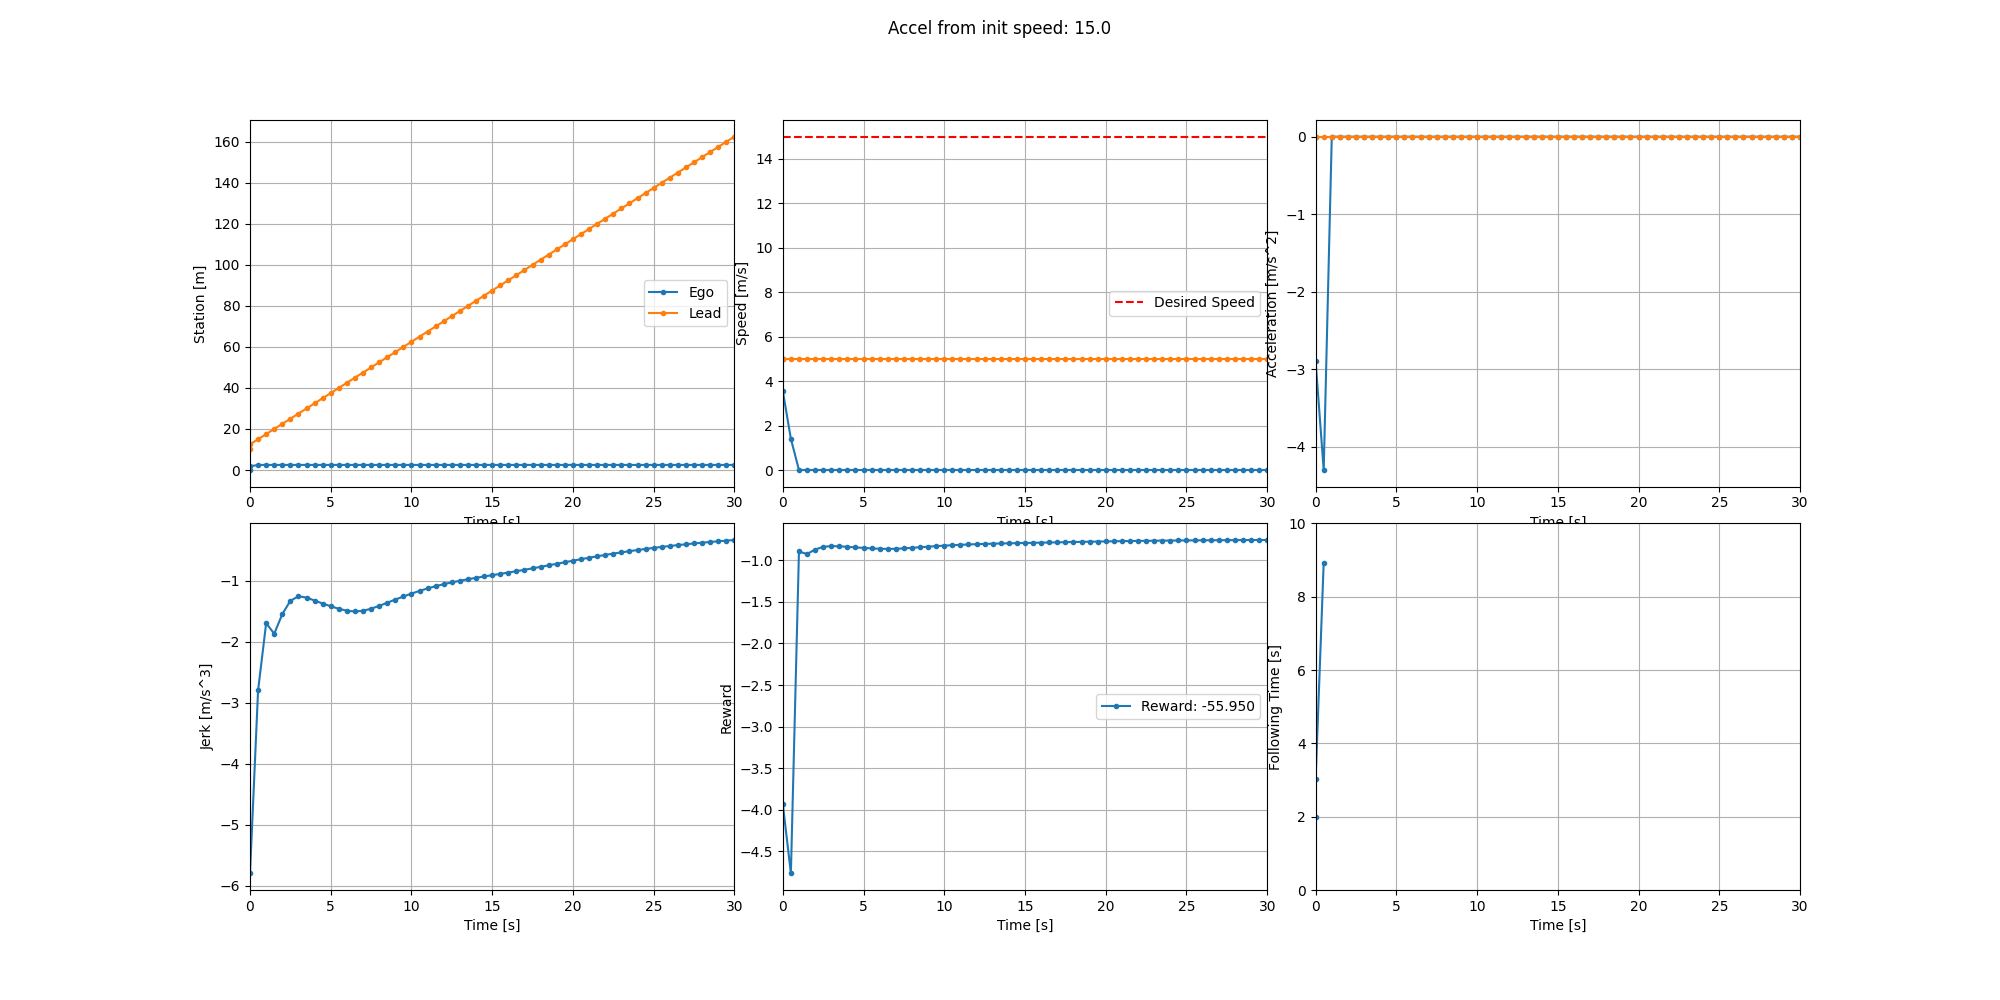 Accel from init speed: 15.0
160
140
120
100
80
60
40
20
0
Station [m]
Ego
Lead
0 5 10 15 20 25 30
Time [s]
14
12
10
8
6
4
2
0
Speed [m/s]
Desired Speed
0 5 10 15 20 25 30
Time [s]
0
−1
−2
−3
−4
Acceleration [m/s^2]
0 5 10 15 20 25 30
Time [s]
−1
−2
−3
−4
−5
−6
Jerk [m/s^3]
0 5 10 15 20 25 30
Time [s]
−1.0
−1.5
−2.0
−2.5
−3.0
−3.5
−4.0
−4.5
Reward
Reward: -55.950
0 5 10 15 20 25 30
Time [s]
10
8
6
4
2
0
Following Time [s]
0 5 10 15 20 25 30
Time [s]